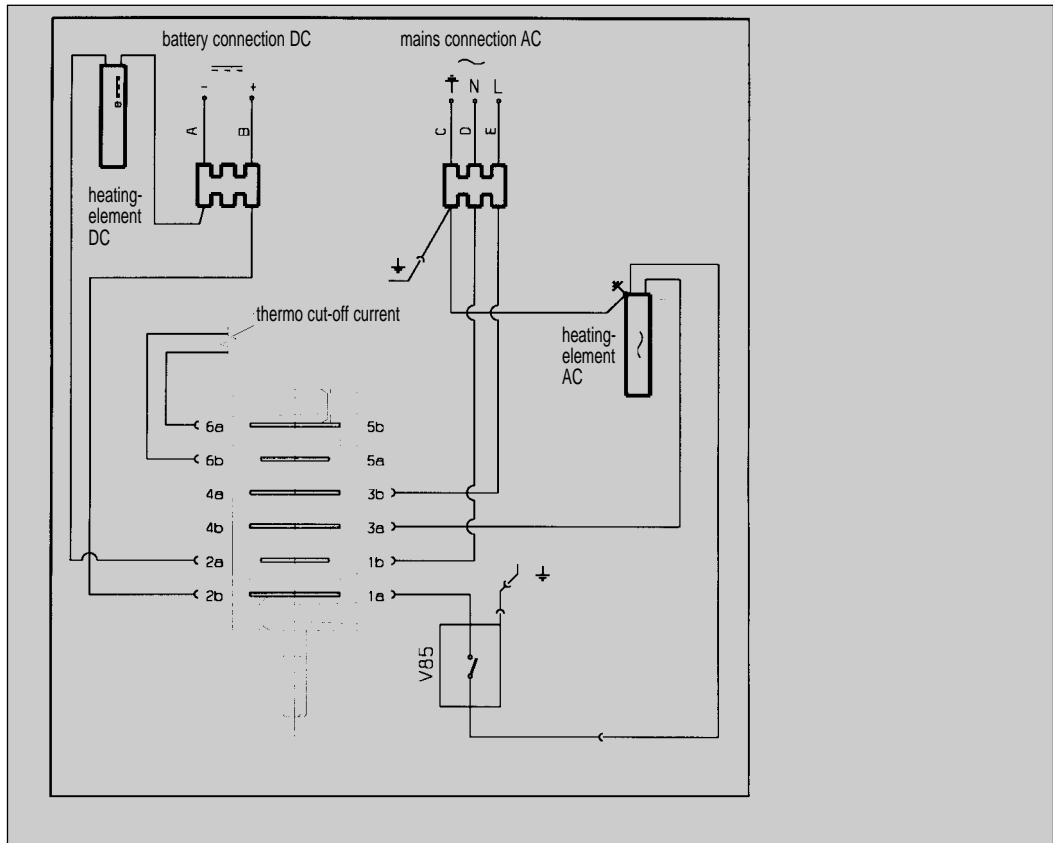 battery connection DC
mains connection AC
- +
N L
A
B
C
D
E
heating-
element
DC
thermo cut-off current
heating-
element
AC
6a
5b
6b
5a
4a
3b
4b
3a
2a
1b
2b
1a
V85